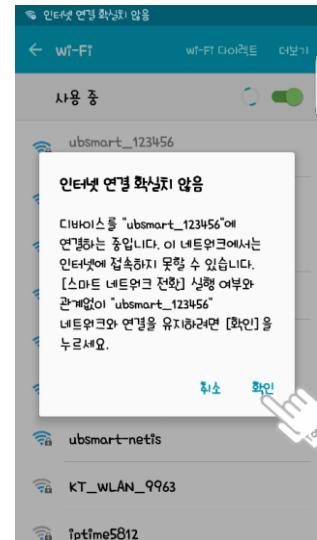 인터넷 연결 확실치 않음
Wi-Fi Wi-Fi 다이렉트 더보기
사용 중
ubsmart_123456
인터넷 연결 확실치 않음
디바이스를 "ubsmart_123456"에
연결하는 중입니다. 이 네트워크에서는
인터넷에 접속하지 못할 수 있습니다.
[스마트 네트워크 전환] 실행 여부와
관계없이 "ubsmart_123456"
네트워크와 연결을 유지하려면 [확인]을
누르세요.
취소 확인
ubsmart-netis
KT_WLAN_9963
iptime5812